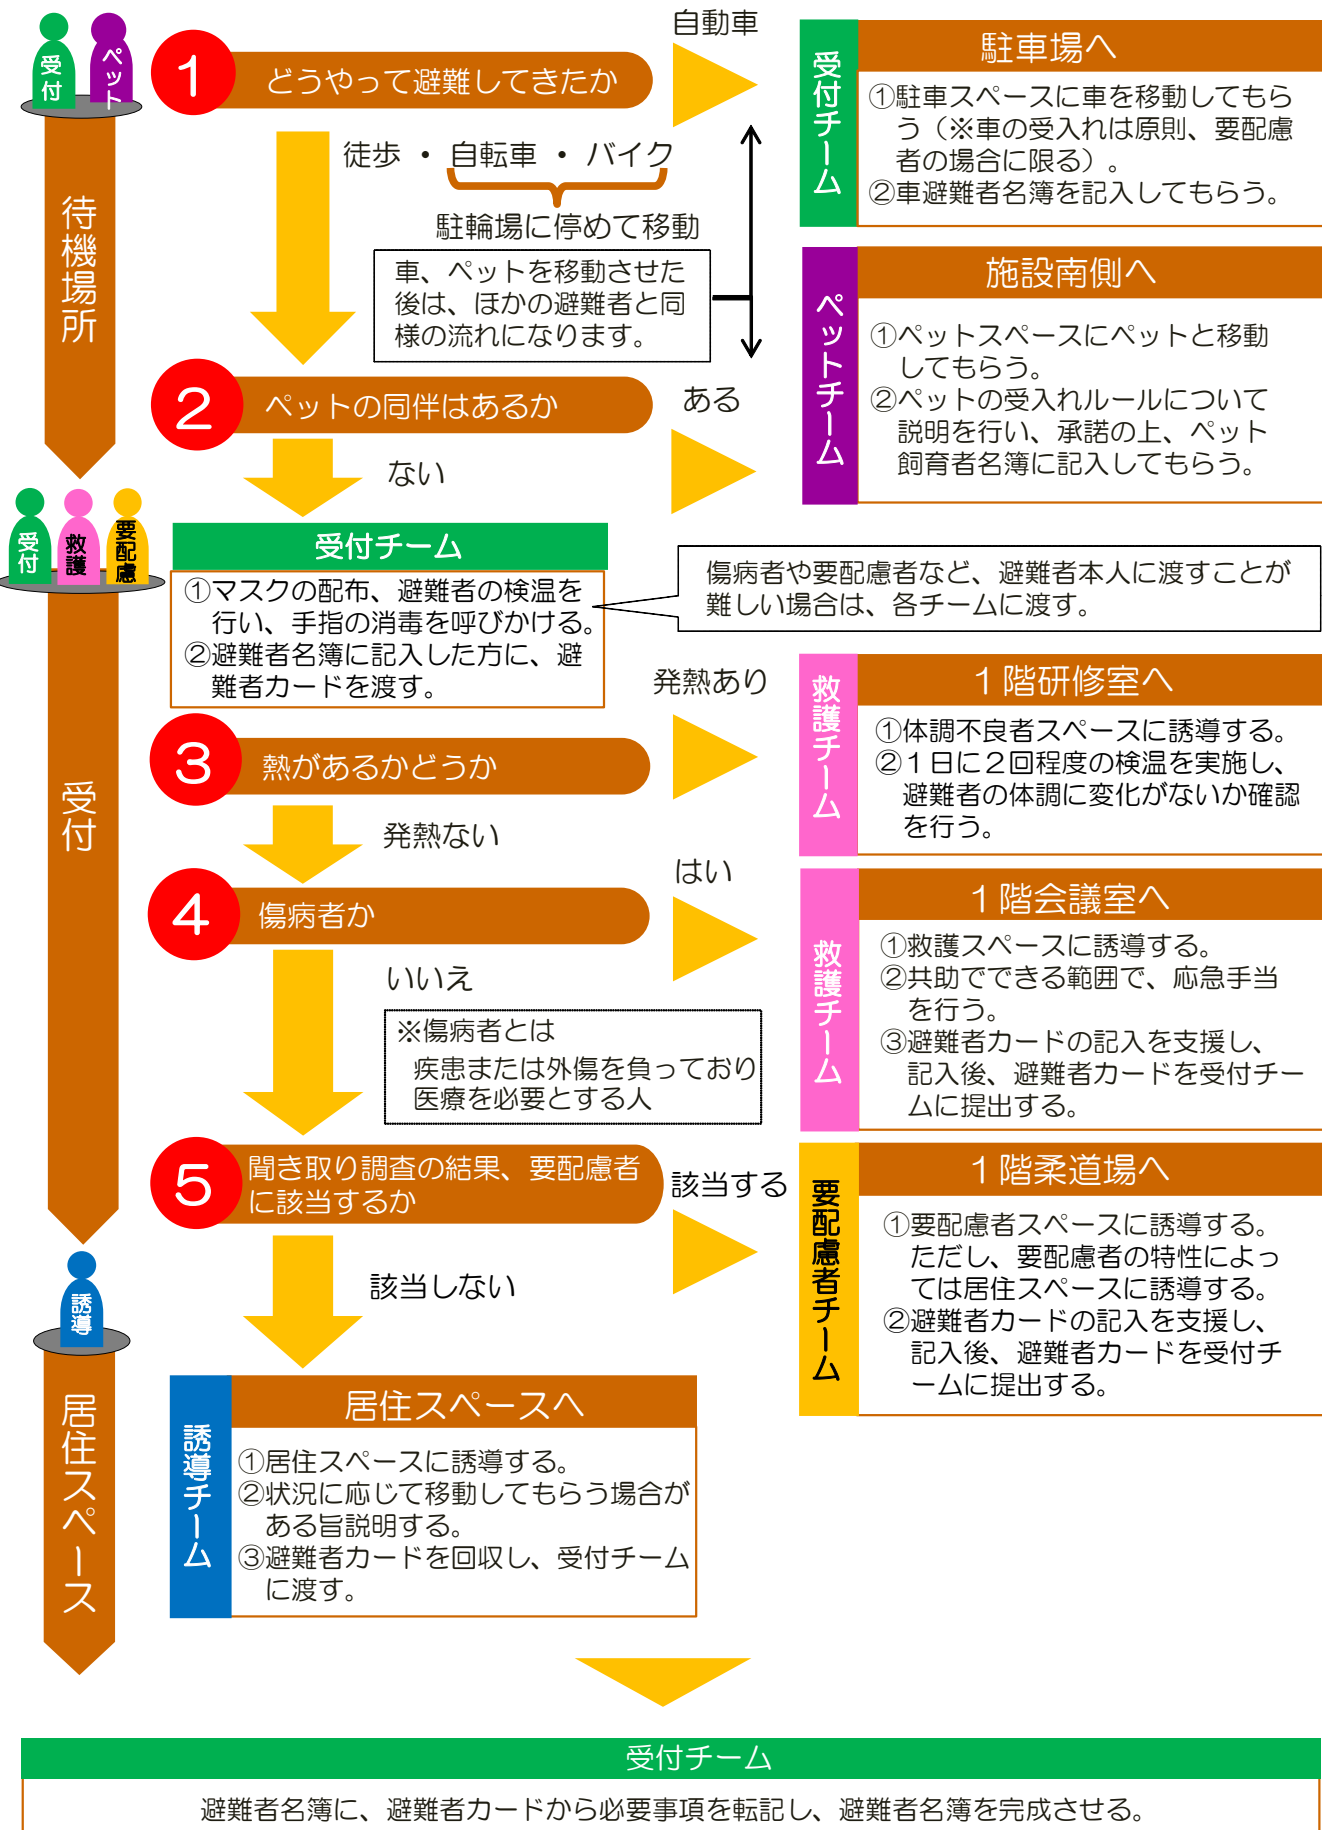 受付
ペット
待機場所
① どうやって避難してきたか
自動車
徒歩 ・ 自転車 ・ バイク
駐輪場に停めて移動
車、ペットを移動させた
後は、ほかの避難者と同
様の流れになります。
受付チーム
駐車場へ
①駐車スペースに車を移動してもら
う（※車の受入れは原則、要配慮
者の場合に限る）。
②車避難者名簿を記入してもらう。
② ペットの同伴はあるか
ある
ない
ペットチーム
施設南側へ
①ペットスペースにペットと移動
してもらう。
②ペットの受入れルールについて
説明を行い、承諾の上、ペット
飼育者名簿に記入してもらう。
受付
救護
要配慮
受付
受付チーム
①マスクの配布、避難者の検温を
行い、手指の消毒を呼びかける。
②避難者名簿に記入した方に、避
難者カードを渡す。
傷病者や要配慮者など、避難者本人に渡すことが
難しい場合は、各チームに渡す。
③ 熱があるかどうか
発熱あり
発熱ない
救護チーム
１階研修室へ
①体調不良者スペースに誘導する。
②１日に２回程度の検温を実施し、
避難者の体調に変化がないか確認
を行う。
④ 傷病者か
はい
いいえ
※傷病者とは
疾患または外傷を負っており
医療を必要とする人
救護チーム
１階会議室へ
①救護スペースに誘導する。
②共助でできる範囲で、応急手当
を行う。
③避難者カードの記入を支援し、
記入後、避難者カードを受付チー
ムに提出する。
⑤ 聞き取り調査の結果、要配慮者
に該当するか
該当する
該当しない
要配慮者チーム
１階柔道場へ
①要配慮者スペースに誘導する。
ただし、要配慮者の特性によっ
ては居住スペースに誘導する。
②避難者カードの記入を支援し、
記入後、避難者カードを受付チ
ームに提出する。
誘導
居住スペース
誘導チーム
居住スペースへ
①居住スペースに誘導する。
②状況に応じて移動してもらう場合が
ある旨説明する。
③避難者カードを回収し、受付チーム
に渡す。
受付チーム
避難者名簿に、避難者カードから必要事項を転記し、避難者名簿を完成させる。